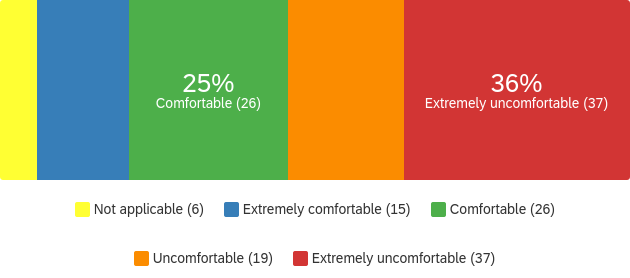 25%
Comfortable (26)
36%
Extremely uncomfortable (37)
Not applicable (6)
Extremely comfortable (15)
Comfortable (26)
Uncomfortable (19)
Extremely uncomfortable (37)